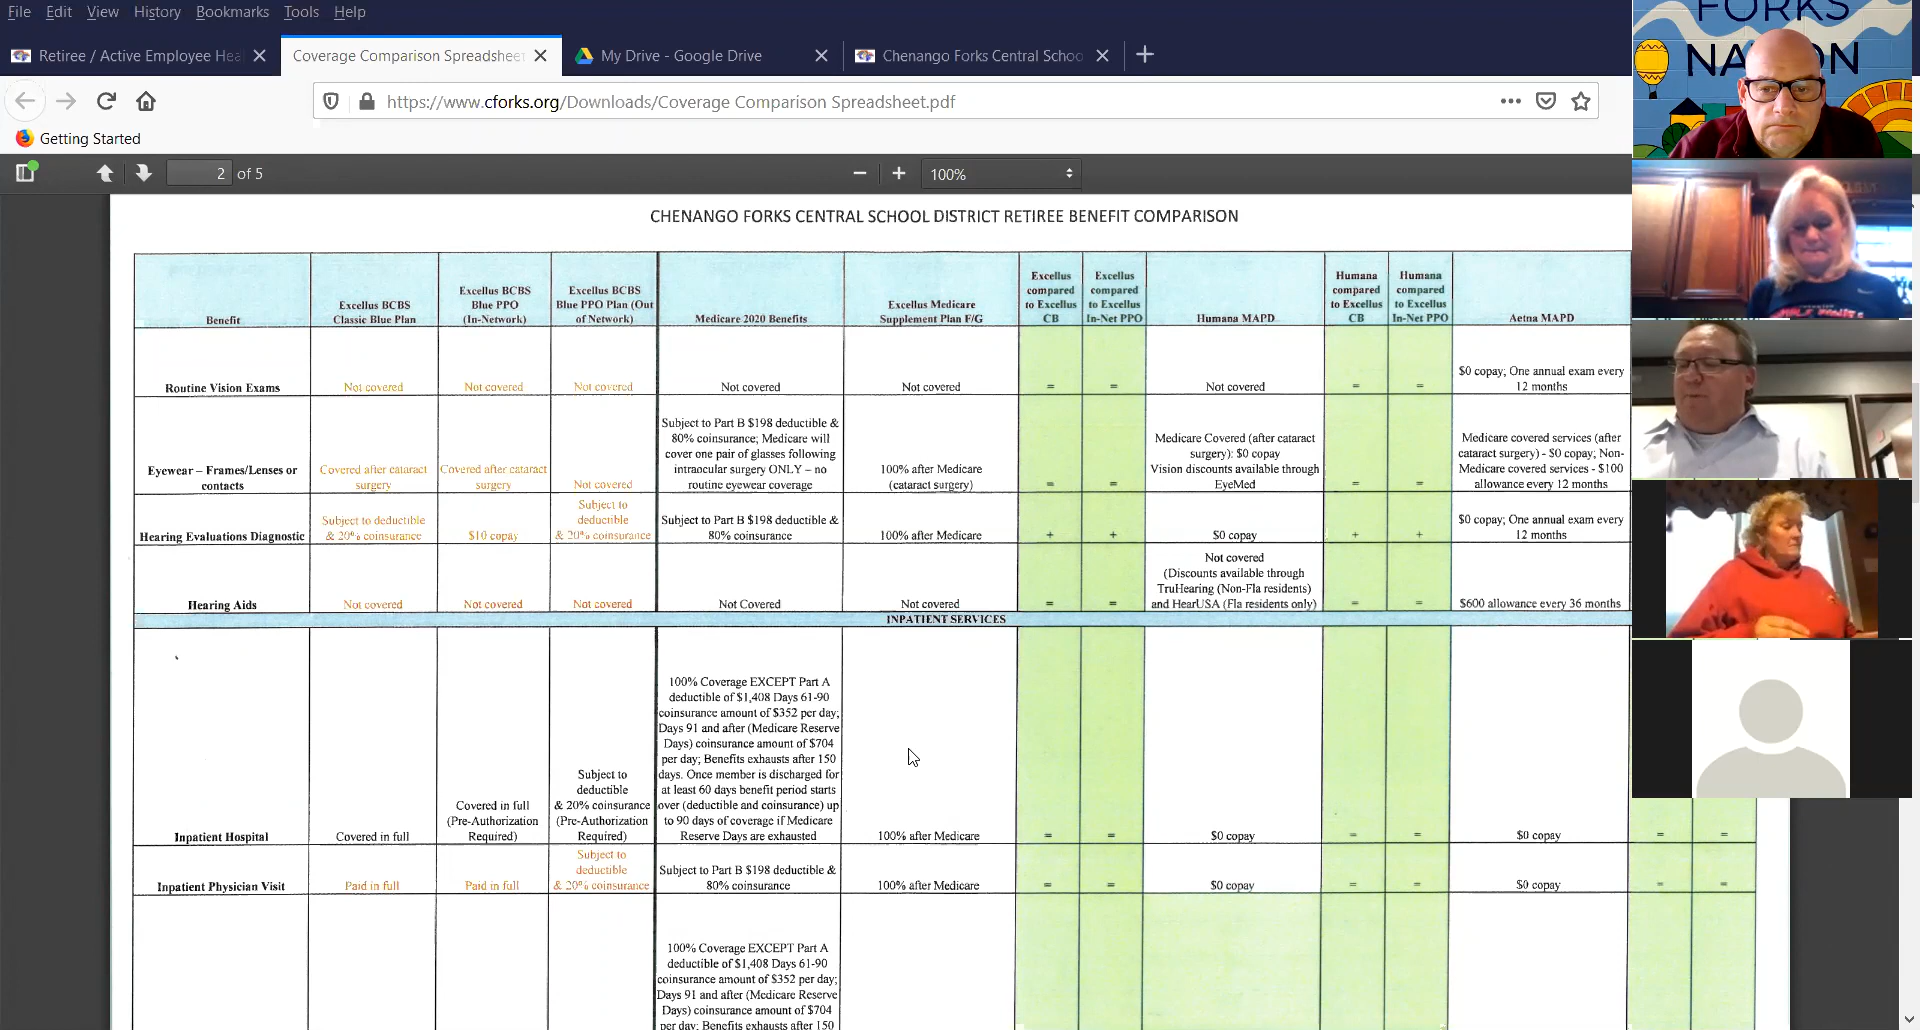 File Edit View History Bookmarks Tools Help
Retiree / Active Employee Hea
Coverage Comparison Spreadsheet
My Drive - Google Drive
Chenango Forks Central Schoo
https://www.cforks.org/Downloads/Coverage Comparison Spreadsheet.pdf
Getting Started
2 of 5
100%
FORKS
NATION
CHENANGO FORKS CENTRAL SCHOOL DISTRICT RETIREE BENEFIT COMPARISON
Benefit
Excellus BCBS
Classic Blue Plan
Excellus BCBS
Blue PPO
(In-Network)
Excellus BCBS
Blue PPO Plan (Out
of Network)
Medicare 2020 Benefits
Excellus Medicare
Supplement Plan F/G
Excellus
compared
to Excellus
CB
Excellus
compared
to Excellus
In-Net PPO
Humana MAPD
Humana
compared
to Excellus
CB
Humana
compared
to Excellus
In-Net PPO
Aetna MAPD
Routine Vision Exams
Not covered
Not covered
Not covered
Not covered
Not covered
=
=
Not covered
=
=
$0 copay; One annual exam every
12 months
Eyewear – Frames/Lenses or
contacts
Covered after cataract
surgery
Covered after cataract
surgery
Not covered
Subject to Part B $198 deductible &
80% coinsurance; Medicare will
cover one pair of glasses following
intraocular surgery ONLY – no
routine eyewear coverage
100% after Medicare
(cataract surgery)
=
=
Medicare Covered (after cataract
surgery): $0 copay
Vision discounts available through
EyeMed
=
=
Medicare covered services (after
cataract surgery) - $0 copay; Non-
Medicare covered services - $100
allowance every 12 months
Hearing Evaluations Diagnostic
Subject to deductible
& 20% coinsurance
$10 copay
Subject to
deductible
& 20% coinsurance
Subject to Part B $198 deductible &
80% coinsurance
100% after Medicare
+
+
$0 copay
+
+
$0 copay; One annual exam every
12 months
Hearing Aids
Not covered
Not covered
Not covered
Not Covered
Not covered
=
=
Not covered
(Discounts available through
TruHearing (Non-Fla residents)
and HearUSA (Fla residents only)
=
=
$600 allowance every 36 months
INPATIENT SERVICES
Inpatient Hospital
Covered in full
Covered in full
(Pre-Authorization
Required)
Subject to
deductible
& 20% coinsurance
(Pre-Authorization
Required)
100% Coverage EXCEPT Part A
deductible of $1,408 Days 61-90
coinsurance amount of $352 per day;
Days 91 and after (Medicare Reserve
Days) coinsurance amount of $704
per day; Benefits exhausts after 150
days. Once member is discharged for
at least 60 days benefit period starts
over (deductible and coinsurance) up
to 90 days of coverage if Medicare
Reserve Days are exhausted
100% after Medicare
=
=
$0 copay
=
=
$0 copay
=
=
Inpatient Physician Visit
Paid in full
Paid in full
Subject to
deductible
& 20% coinsurance
Subject to Part B $198 deductible &
80% coinsurance
100% after Medicare
=
=
$0 copay
=
=
$0 copay
=
=
100% Coverage EXCEPT Part A
deductible of $1,408 Days 61-90
coinsurance amount of $352 per day;
Days 91 and after (Medicare Reserve
Days) coinsurance amount of $704
per day; Benefits exhausts after 150